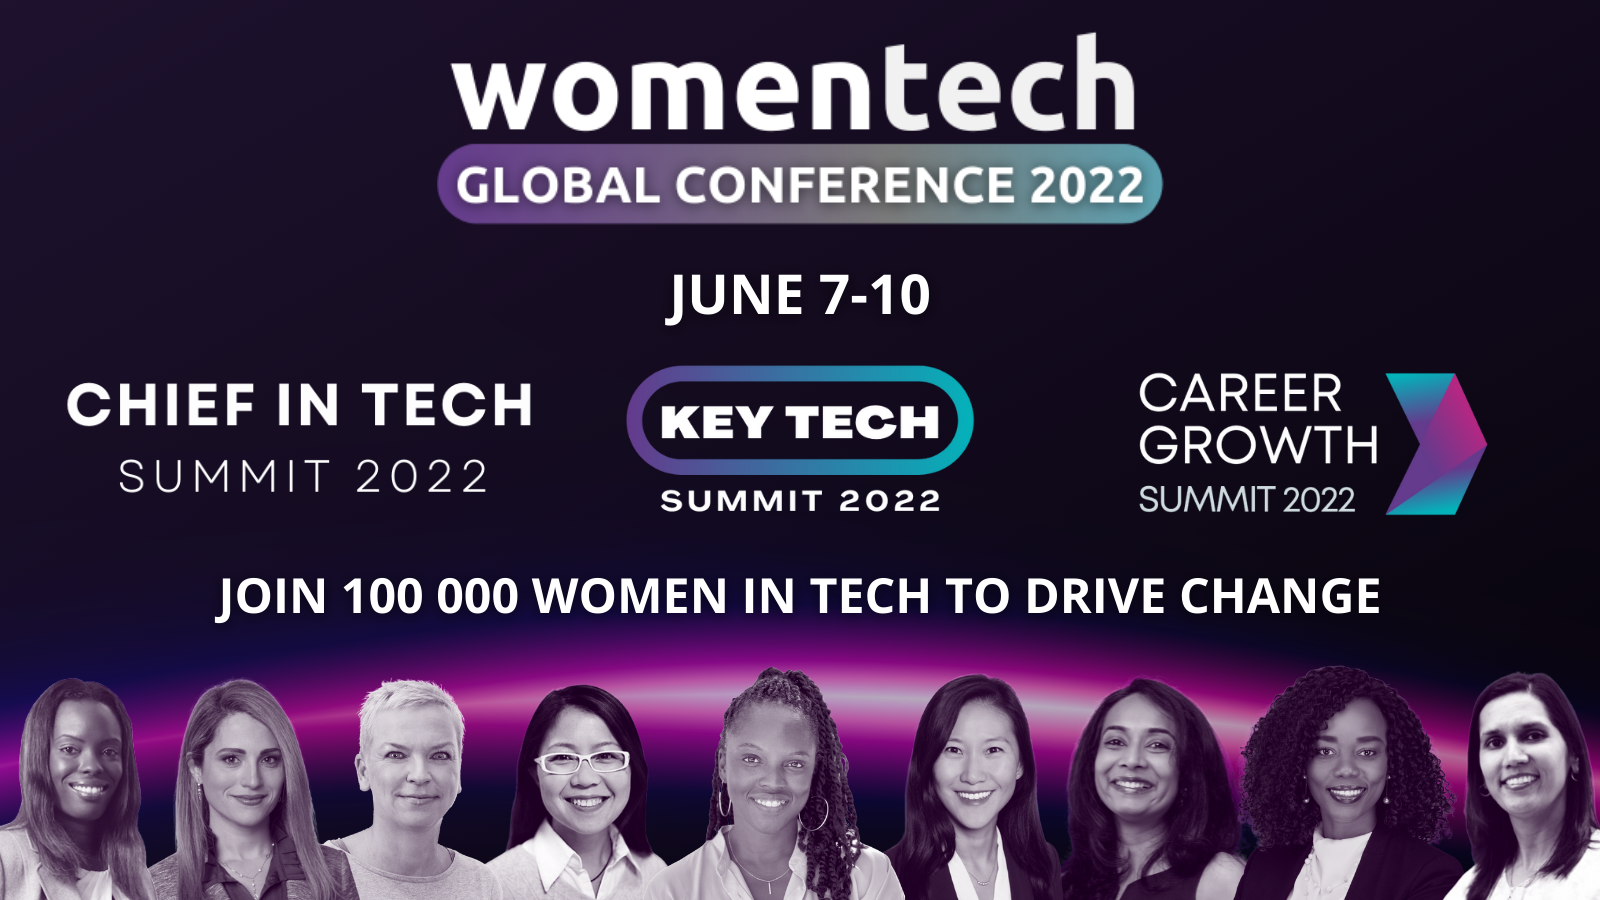 womentech
GLOBAL CONFERENCE 2022
JUNE 7-10
CHIEF IN TECH
SUMMIT 2022
KEY TECH
SUMMIT 2022
CAREER
GROWTH
SUMMIT 2022
JOIN 100 000 WOMEN IN TECH TO DRIVE CHANGE